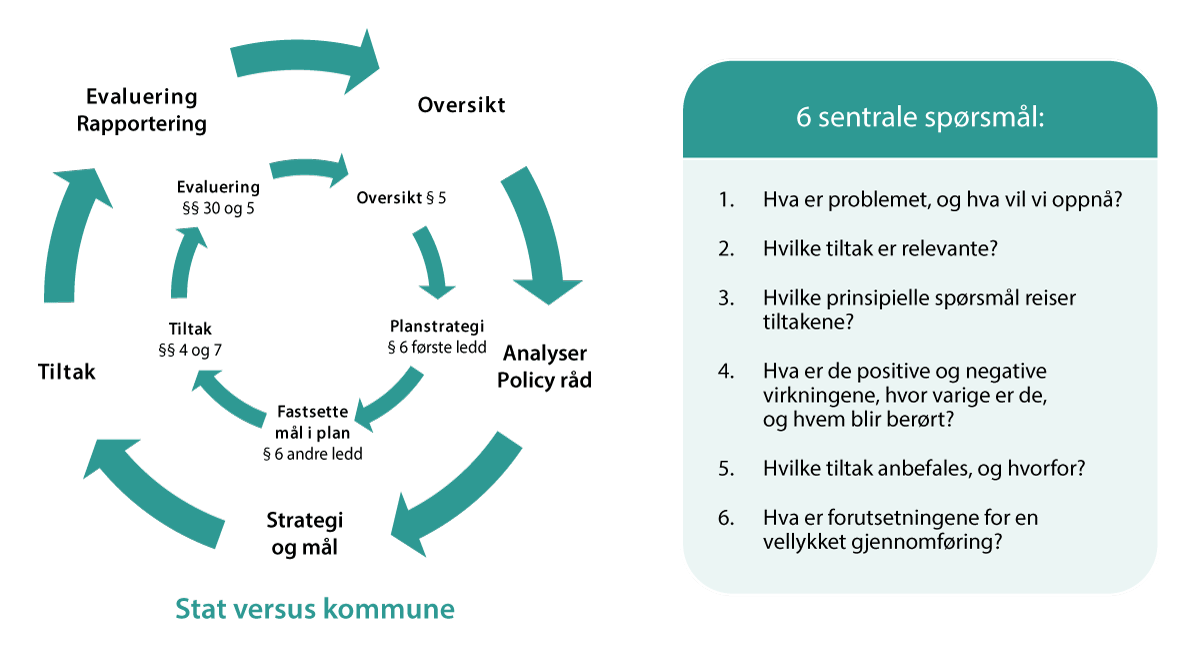 Evaluering
Rapportering
Oversikt
Analyser
Policy råd
Strategi
og mål
Tiltak
Evaluering
§§ 30 og 5
Oversikt § 5
Planstrategi
§ 6 første ledd
Fastsette
mål i plan
§ 6 andre ledd
Tiltak
§§ 4 og 7
Stat versus kommune
6 sentrale spørsmål:
1. Hva er problemet, og hva vil vi oppnå?
2. Hvilke tiltak er relevante?
3. Hvilke prinsipielle spørsmål reiser
tiltakene?
4. Hva er de positive og negative
virkningene, hvor varige er de,
og hvem blir berørt?
5. Hvilke tiltak anbefales, og hvorfor?
6. Hva er forutsetningene for en
vellykket gjennomføring?